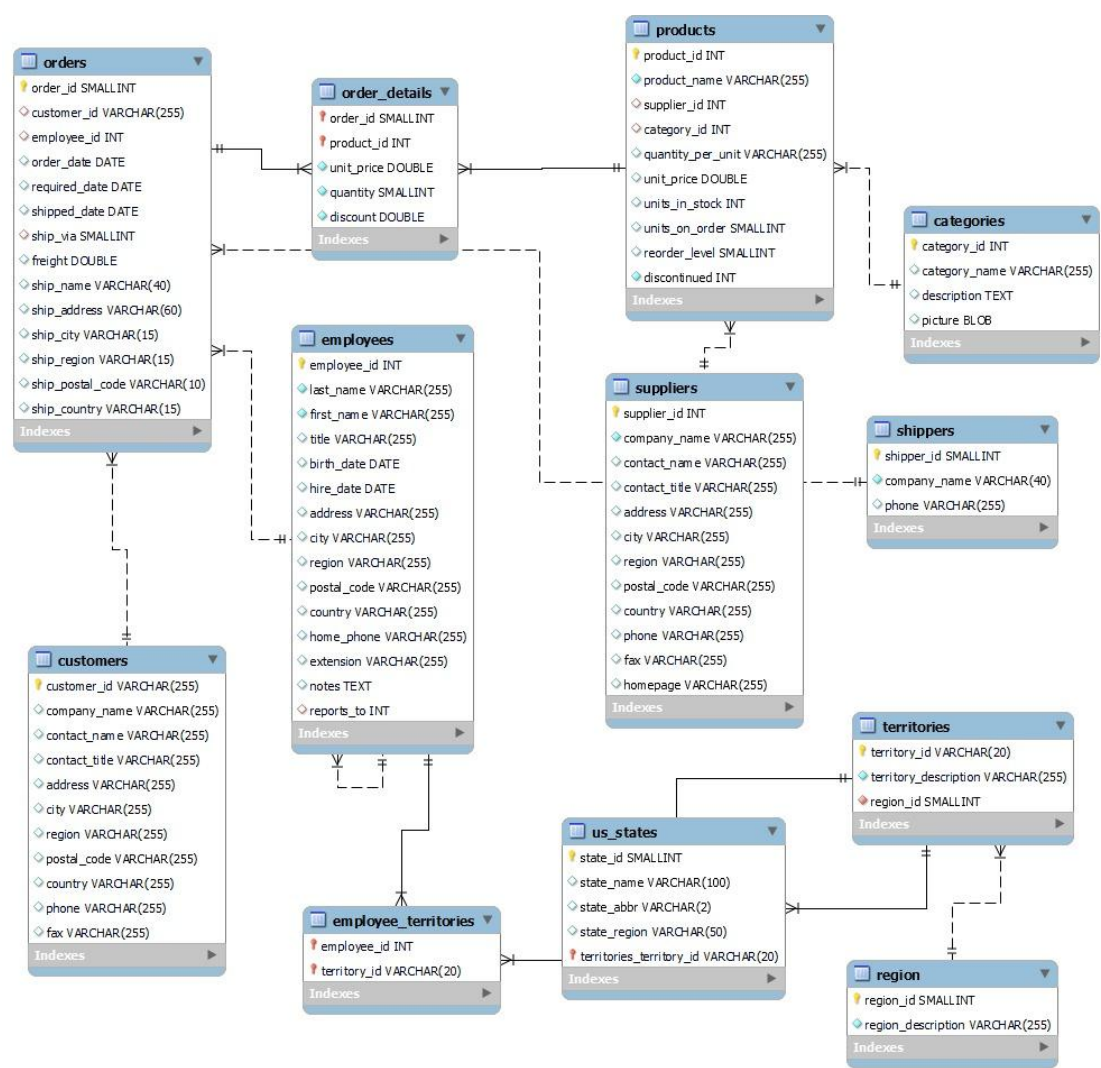 orders
order_id SMALLINT
customer_id VARCHAR(255)
employee_id INT
order_date DATE
required_date DATE
shipped_date DATE
ship_via SMALLINT
freight DOUBLE
ship_name VARCHAR(40)
ship_address VARCHAR(60)
ship_city VARCHAR(15)
ship_region VARCHAR(15)
ship_postal_code VARCHAR(10)
ship_country VARCHAR(15)
Indexes
order_details
order_id SMALLINT
product_id INT
unit_price DOUBLE
quantity SMALLINT
discount DOUBLE
Indexes
products
product_id INT
product_name VARCHAR(255)
supplier_id INT
category_id INT
quantity_per_unit VARCHAR(255)
unit_price DOUBLE
units_in_stock INT
units_on_order SMALLINT
reorder_level SMALLINT
discontinued INT
Indexes
categories
category_id INT
category_name VARCHAR(255)
description TEXT
picture BLOB
Indexes
employees
employee_id INT
last_name VARCHAR(255)
first_name VARCHAR(255)
title VARCHAR(255)
birth_date DATE
hire_date DATE
address VARCHAR(255)
city VARCHAR(255)
region VARCHAR(255)
postal_code VARCHAR(255)
country VARCHAR(255)
home_phone VARCHAR(255)
extension VARCHAR(255)
notes TEXT
reports_to INT
Indexes
suppliers
supplier_id INT
company_name VARCHAR(255)
contact_name VARCHAR(255)
contact_title VARCHAR(255)
address VARCHAR(255)
city VARCHAR(255)
region VARCHAR(255)
postal_code VARCHAR(255)
country VARCHAR(255)
phone VARCHAR(255)
fax VARCHAR(255)
homepage VARCHAR(255)
Indexes
shippers
shipper_id SMALLINT
company_name VARCHAR(40)
phone VARCHAR(255)
Indexes
customers
customer_id VARCHAR(255)
company_name VARCHAR(255)
contact_name VARCHAR(255)
contact_title VARCHAR(255)
address VARCHAR(255)
city VARCHAR(255)
region VARCHAR(255)
postal_code VARCHAR(255)
country VARCHAR(255)
phone VARCHAR(255)
fax VARCHAR(255)
Indexes
territories
territory_id VARCHAR(20)
territory_description VARCHAR(255)
region_id SMALLINT
Indexes
us_states
state_id SMALLINT
state_name VARCHAR(100)
state_abbr VARCHAR(2)
state_region VARCHAR(50)
territories_territory_id VARCHAR(20)
Indexes
employee_territories
employee_id INT
territory_id VARCHAR(20)
Indexes
region
region_id SMALLINT
region_description VARCHAR(255)
Indexes